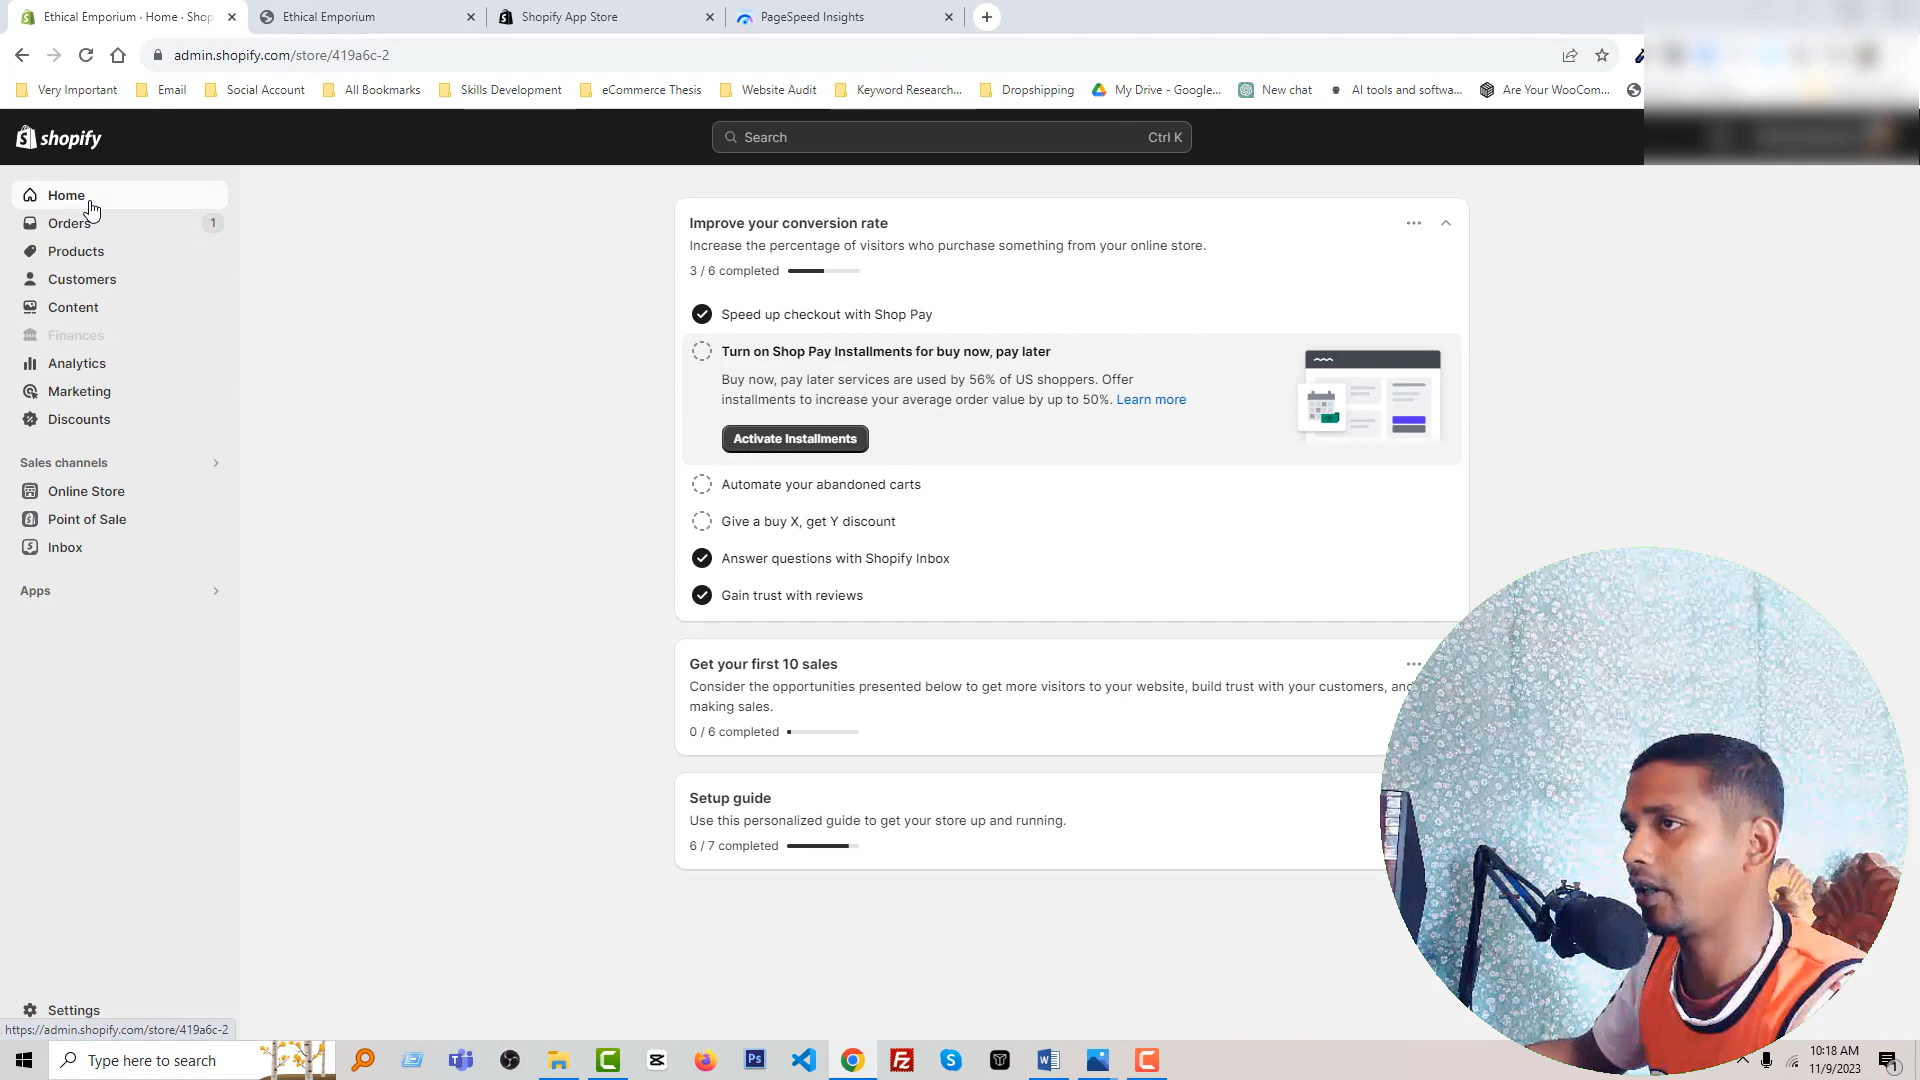 Ethical Emporium · Home · Shop
Ethical Emporium
Shopify App Store
PageSpeed Insights
admin.shopify.com/store/419a6c-2
Very Important
Email
Social Account
All Bookmarks
Skills Development
eCommerce Thesis
Website Audit
Keyword Research...
Dropshipping
My Drive - Google...
New chat
AI tools and softwa...
Are Your WooCom...
shopify
Search
Ctrl K
Home
Orders
1
Products
Customers
Content
Finances
Analytics
Marketing
Discounts
Sales channels
Online Store
Point of Sale
Inbox
Apps
Settings
https://admin.shopify.com/store/419a6c-2
Improve your conversion rate
Increase the percentage of visitors who purchase something from your online store.
3 / 6 completed
Speed up checkout with Shop Pay
Turn on Shop Pay Installments for buy now, pay later
Buy now, pay later services are used by 56% of US shoppers. Offer
installments to increase your average order value by up to 50%. Learn more
Activate Installments
Automate your abandoned carts
Give a buy X, get Y discount
Answer questions with Shopify Inbox
Gain trust with reviews
Get your first 10 sales
Consider the opportunities presented below to get more visitors to your website, build trust with your customers, and
making sales.
0 / 6 completed
Setup guide
Use this personalized guide to get your store up and running.
6 / 7 completed
Type here to search
10:18 AM
11/9/2023
1